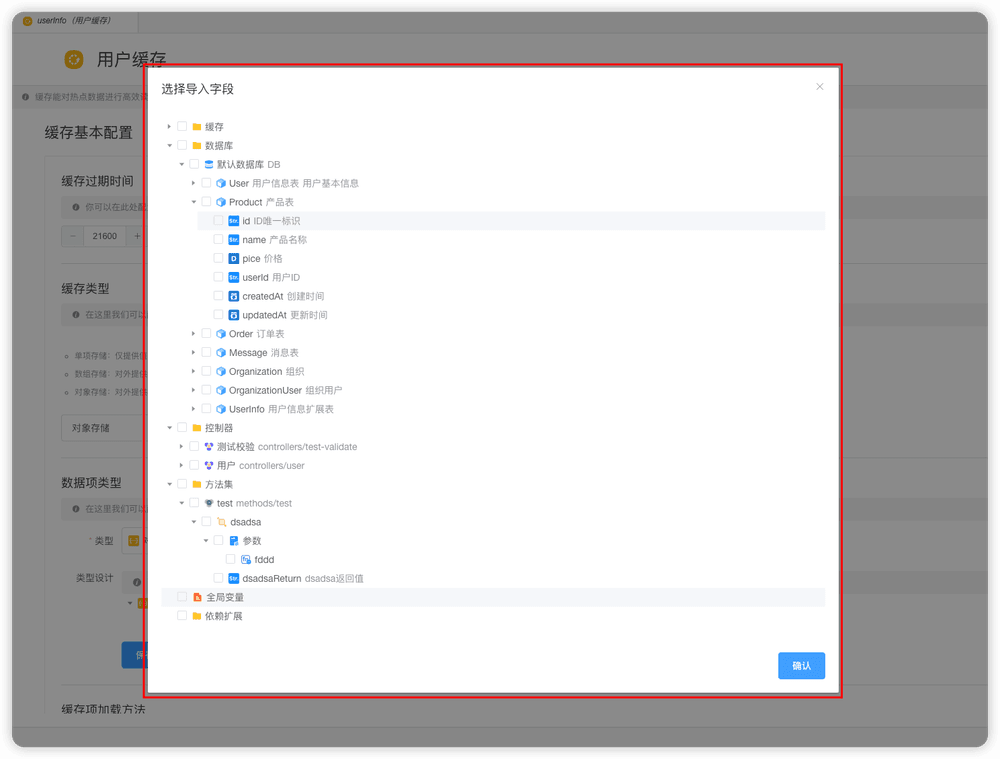 userInfo（用户缓存）
用户缓存
缓存能对热点数据进行高效
缓存基本配置
缓存过期时间
你可在此处配
21600
缓存类型
在这里我们可以
单项存储：仅提供值
数组存储：对外提供
对象存储：对外提供
对象存储
数据项类型
在这里我们可以
* 类型
类型设计
保
缓存项加载方法
选择导入字段
缓存
数据库
默认数据库 DB
User 用户信息表 用户基本信息
Product 产品表
Str. id ID唯一标识
Str. name 产品名称
D pice 价格
Str. userId 用户ID
createdAt 创建时间
updatedAt 更新时间
Order 订单表
Message 消息表
Organization 组织
OrganizationUser 组织用户
UserInfo 用户信息扩展表
控制器
测试校验 controllers/test-validate
用户 controllers/user
方法集
test methods/test
dsadsa
参数
fddd
Str. dsadsaReturn dsadsa返回值
全局变量
依赖扩展
确认